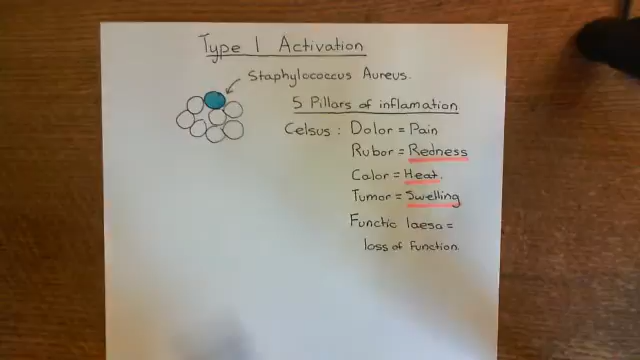 Type 1 Activation
Staphylococcus Aureus.
5 Pillars of inflamation
Celsus : Dolor = Pain
Rubor = Redness
Calor = Heat.
Tumor = Swelling
Functio laesa =
loss of function.